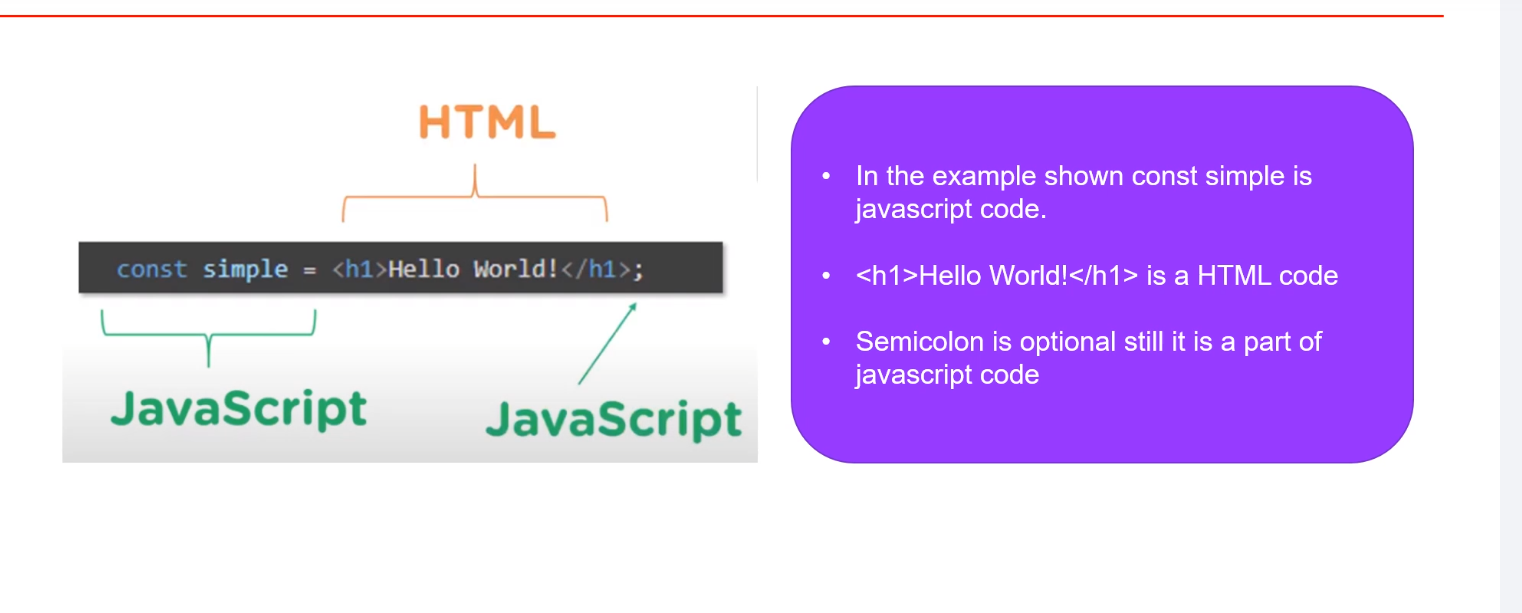 HTML
const simple = <h1>Hello World!</h1>;
JavaScript
JavaScript
• In the example shown const simple is
javascript code.
• <h1>Hello World!</h1> is a HTML code
• Semicolon is optional still it is a part of
javascript code